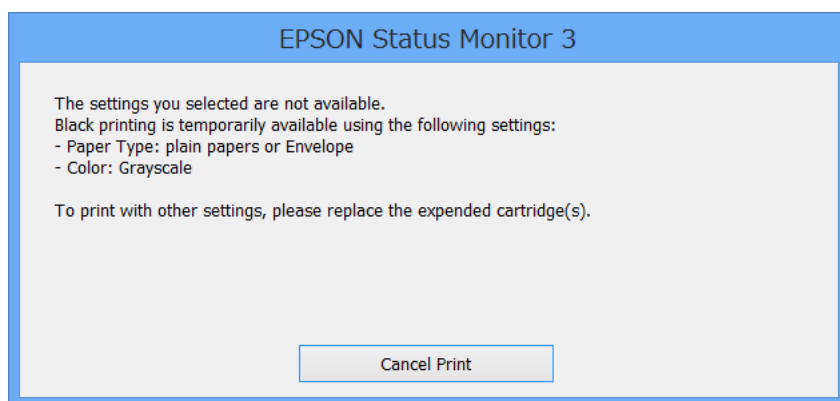 EPSON Status Monitor 3
The settings you selected are not available.
Black printing is temporarily available using the following settings:
- Paper Type: plain papers or Envelope
- Color: Grayscale
To print with other settings, please replace the expended cartridge(s).
Cancel Print